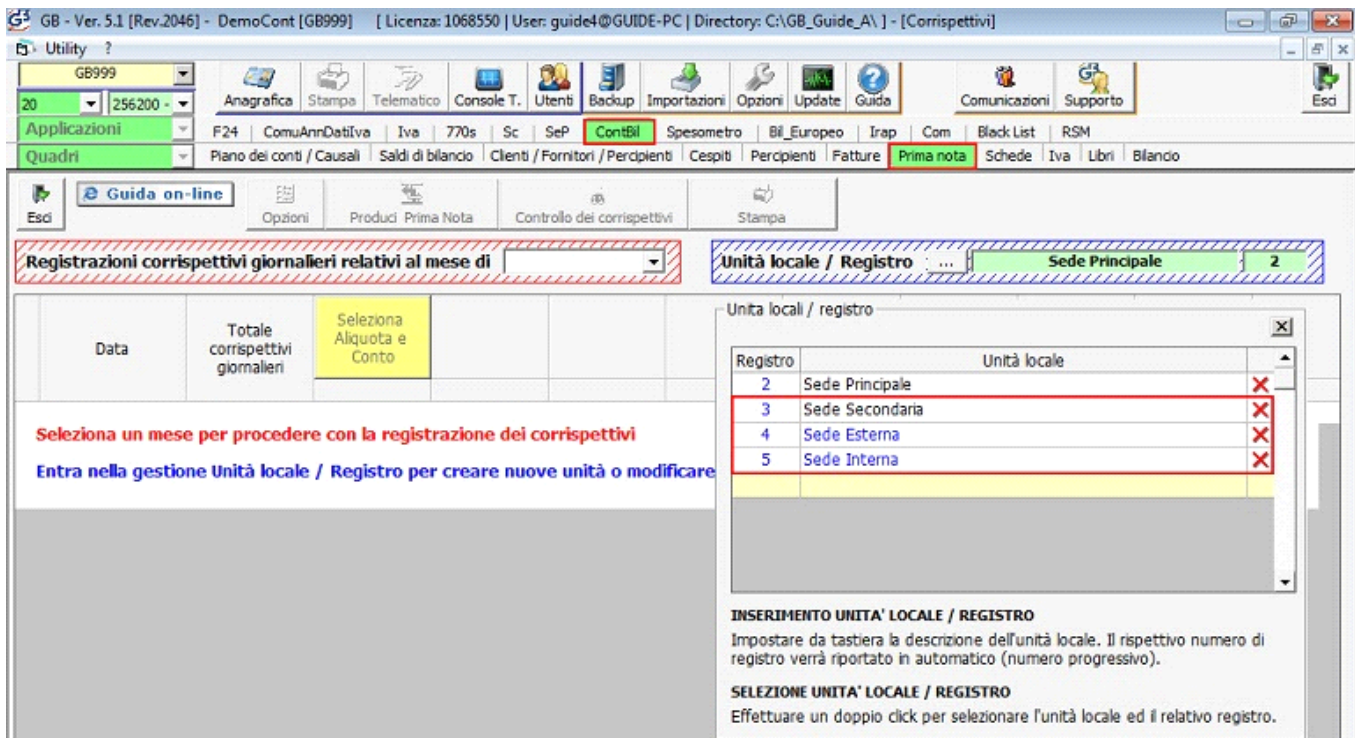 GB - Ver. 5.1 [Rev.2046] - DemoCont [GB999] [ Licenza: 1068550 | User: guide4@GUIDE-PC | Directory: C:\GB_Guide_A\ ] - [Corrispettivi]
Utility ?
GB999
20 256200 -
Anagrafica Stampa Telematico Console T. Utenti Backup Importazioni Opzioni Update Guida Comunicazioni Supporto Esci
Applicazioni F24 ComuAnnDatiIva Iva 770s Sc SeP ContBil Spesometro Bil_Europeo Irap Com Black List RSM
Quadri Piano dei conti / Causali Saldi di bilancio Clienti / Fornitori / Percipienti Cespiti Percipienti Fatture Prima nota Schede Iva Libri Bilancio
Guida on-line
Esci Opzioni Produci Prima Nota Controllo dei corrispettivi Stampa
Registrazioni corrispettivi giornalieri relativi al mese di
Unità locale / Registro ... Sede Principale 2
Data
Totale corrispettivi giornalieri
Seleziona Aliquota e Conto
Seleziona un mese per procedere con la registrazione dei corrispettivi
Entra nella gestione Unità locale / Registro per creare nuove unità o modificare
Unita locali / registro
Registro Unità locale
2 Sede Principale
3 Sede Secondaria
4 Sede Esterna
5 Sede Interna
INSERIMENTO UNITA' LOCALE / REGISTRO
Impostare da tastiera la descrizione dell'unità locale. Il rispettivo numero di
registro verrà riportato in automatico (numero progressivo).
SELEZIONE UNITA' LOCALE / REGISTRO
Effettuare un doppio click per selezionare l'unità locale ed il relativo registro.